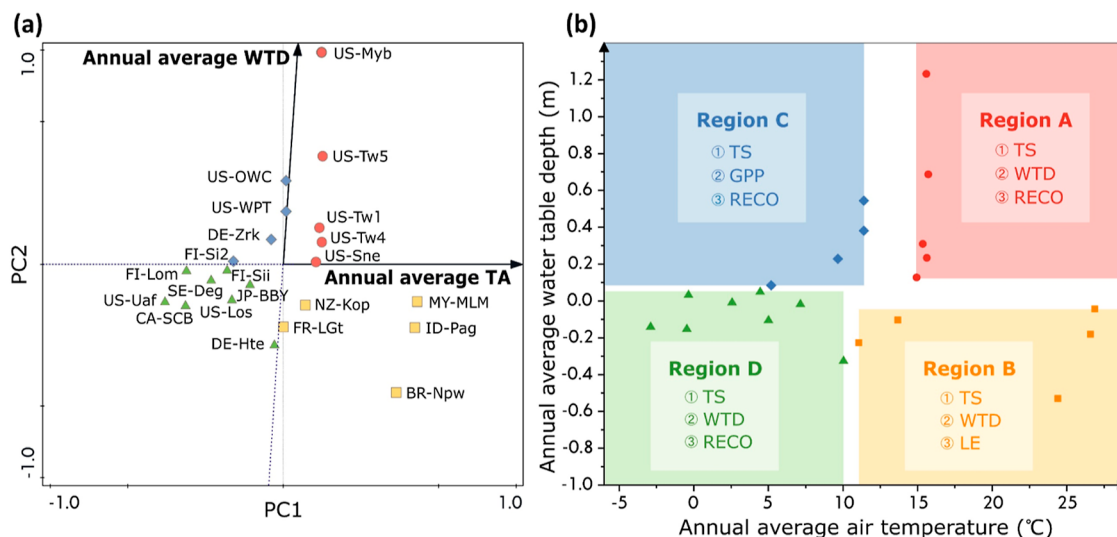 (a)
Annual average WTD
US-Myb
US-Tw5
US-OWC
US-WPT
US-Tw1
DE-Zrk
US-Tw4
FI-Si2
US-Sne
FI-Lom
FI-Sii
Annual average TA
SE-Deg
JP-BBY
US-Uaf
US-Los
NZ-Kop
MY-MLM
CA-SCB
FR-LGt
ID-Pag
DE-Hte
BR-Npw
PC2
1.0
-1.0
-1.0
1.0
PC1
(b)
Annual average water table depth (m)
1.2
1.0
0.8
0.6
0.4
0.2
0.0
-0.2
-0.4
-0.6
-0.8
-1.0
Region C
① TS
② GPP
③ RECO
Region A
① TS
② WTD
③ RECO
Region D
① TS
② WTD
③ RECO
Region B
① TS
② WTD
③ LE
-5 0 5 10 15 20 25
Annual average air temperature (℃)